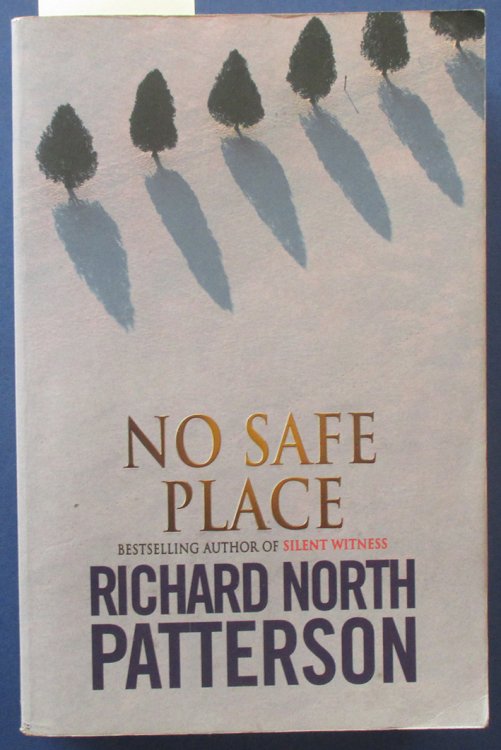 NO SAFE
PLACE
BESTSELLING AUTHOR OF SILENT WITNESS
RICHARD NORTH
PATTERSON